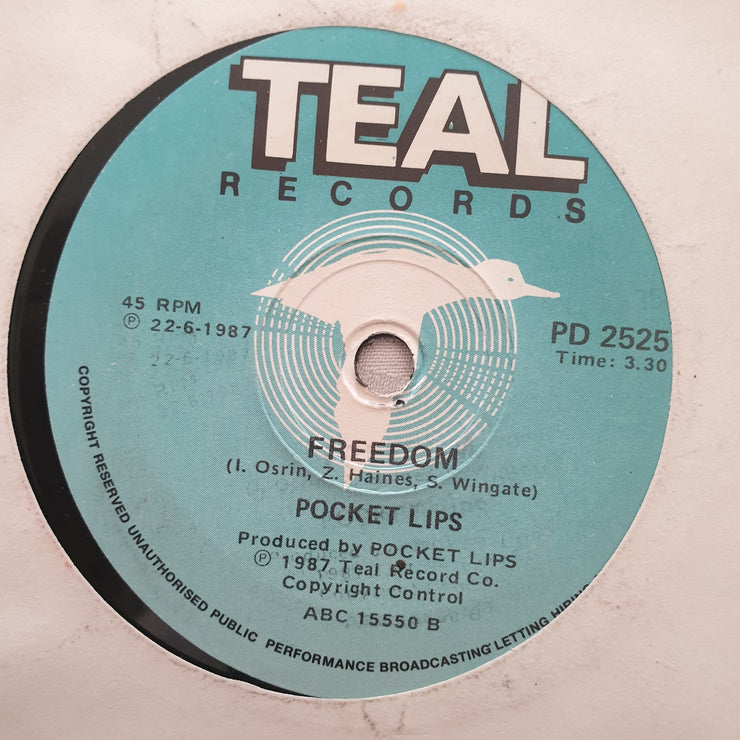 TEAL
RECORDS
45 RPM
Ⓟ 22-6-1987
PD 2525
Time: 3.30
FREEDOM
(I. Osrin, Z. Haines, S. Wingate)
POCKET LIPS
Produced by POCKET LIPS
Ⓟ 1987 Teal Record Co.
Copyright Control
ABC 15550 B
COPYRIGHT RESERVED UNAUTHORISED PUBLIC PERFORMANCE BROADCASTING LETTING